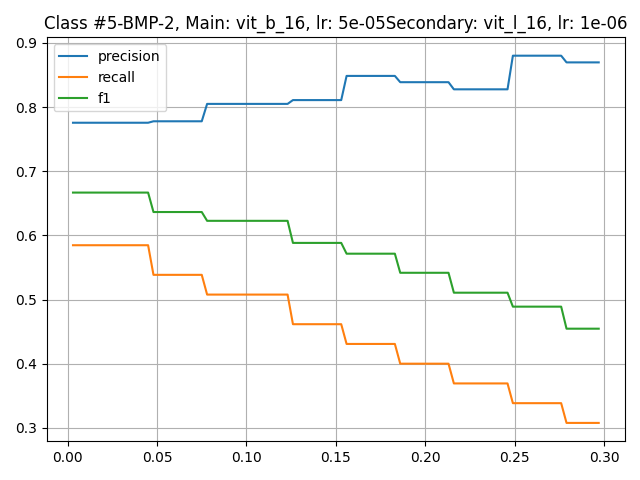 Class #5-BMP-2, Main: vit_b_16, lr: 5e-05Secondary: vit_l_16, lr: 1e-06
precision
recall
f1
0.9
0.8
0.7
0.6
0.5
0.4
0.3
0.00 0.05 0.10 0.15 0.20 0.25 0.30